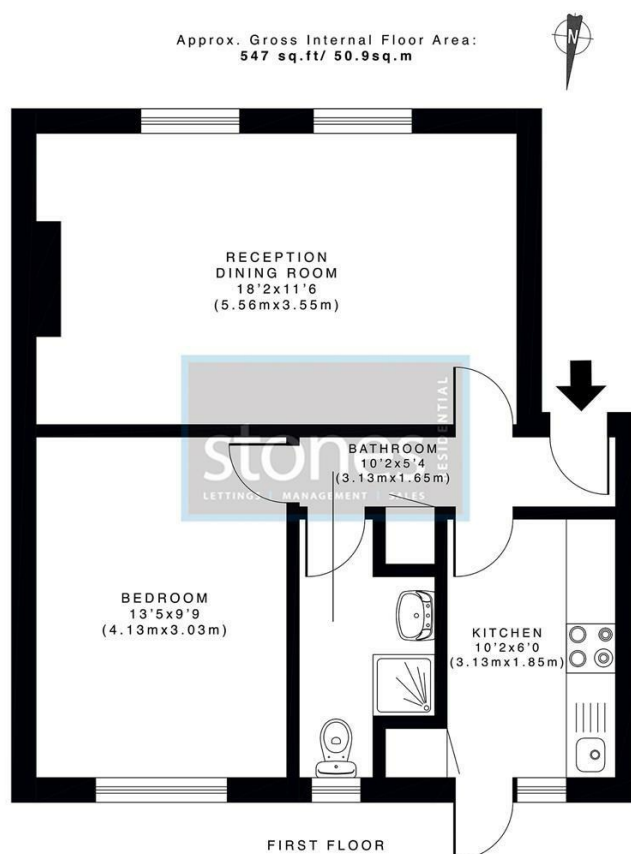 Approx. Gross Internal Floor Area:
547 sq.ft/ 50.9sq.m
N
RECEPTION
DINING ROOM
18'2x11'6
(5.56mx3.55m)
stones
RESIDENTIAL
LETTINGS | MANAGEMENT | SALES
BATHROOM
10'2x5'4
(3.13mx1.65m)
BEDROOM
13'5x9'9
(4.13mx3.03m)
KITCHEN
10'2x6'0
(3.13mx1.85m)
FIRST FLOOR